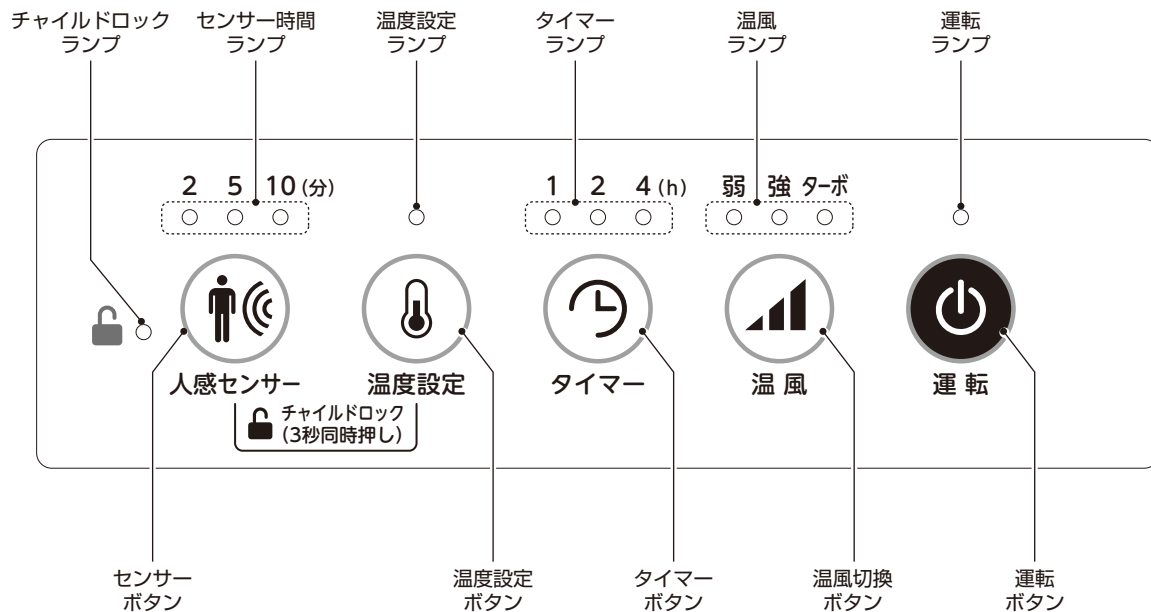 チャイルドロック
ランプ
センサー時間
ランプ
温度設定
ランプ
タイマー
ランプ
温風
ランプ
運転
ランプ
2 5 10(分)
1 2 4(h)
弱 強 ターボ
人感センサー
温度設定
タイマー
温風
運転
チャイルドロック
(3秒同時押し)
センサー
ボタン
温度設定
ボタン
タイマー
ボタン
温風切換
ボタン
運転
ボタン